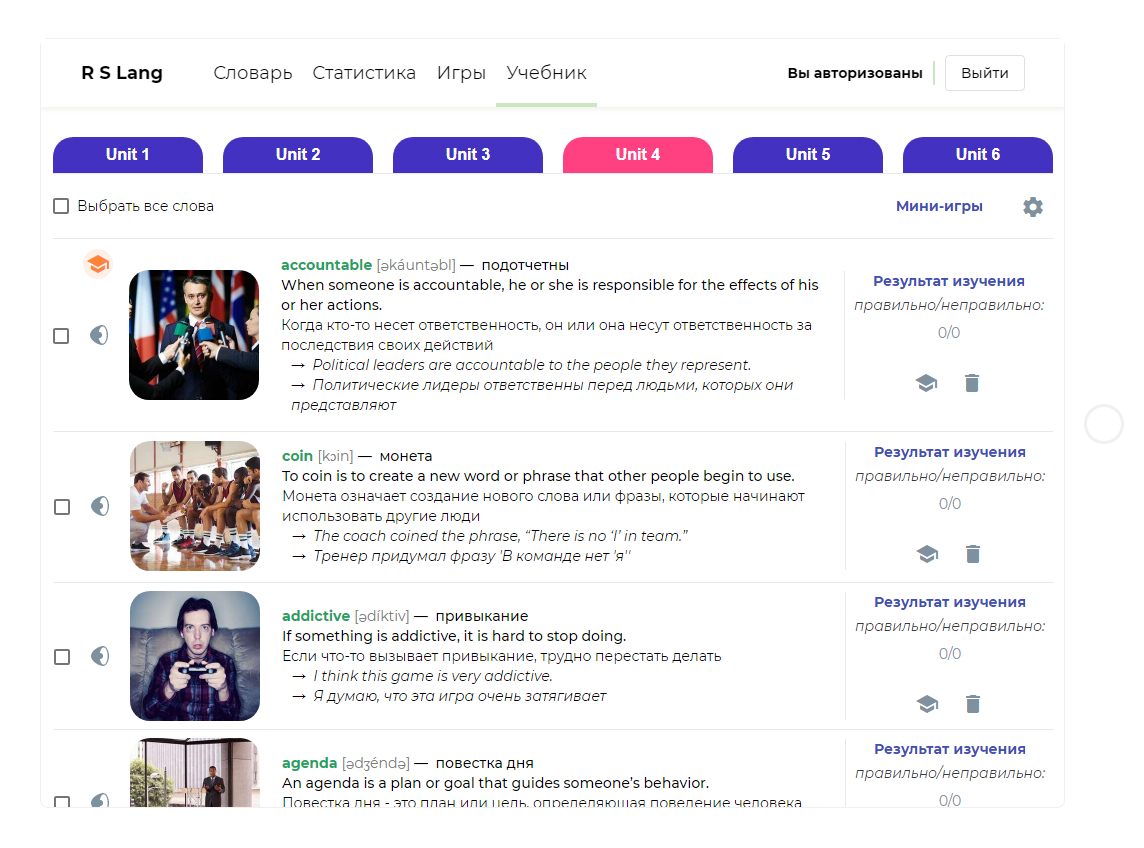 R S Lang
Словарь
Статистика
Игры
Учебник
Вы авторизованы
Выйти
Unit 1
Unit 2
Unit 3
Unit 4
Unit 5
Unit 6
Выбрать все слова
Мини-игры
accountable [əkáuntəbl] — подотчетны
When someone is accountable, he or she is responsible for the effects of his
or her actions.
Когда кто-то несет ответственность, он или она несут ответственность за
последствия своих действий
→ Political leaders are accountable to the people they represent.
→ Политические лидеры ответственны перед людьми, которых они
представляют
Результат изучения
правильно/неправильно:
0/0
coin [kɔin] — монета
To coin is to create a new word or phrase that other people begin to use.
Монета означает создание нового слова или фразы, которые начинают
использовать другие люди
→ The coach coined the phrase, “There is no ‘I’ in team.”
→ Тренер придумал фразу 'В команде нет 'я''
Результат изучения
правильно/неправильно:
0/0
addictive [ədíktiv] — привыкание
If something is addictive, it is hard to stop doing.
Если что-то вызывает привыкание, трудно перестать делать
→ I think this game is very addictive.
→ Я думаю, что эта игра очень затягивает
Результат изучения
правильно/неправильно:
0/0
agenda [ədʒéndə] — повестка дня
An agenda is a plan or goal that guides someone’s behavior.
Повестка дня - это план или цель, определяющая поведение человека
Результат изучения
правильно/неправильно:
0/0